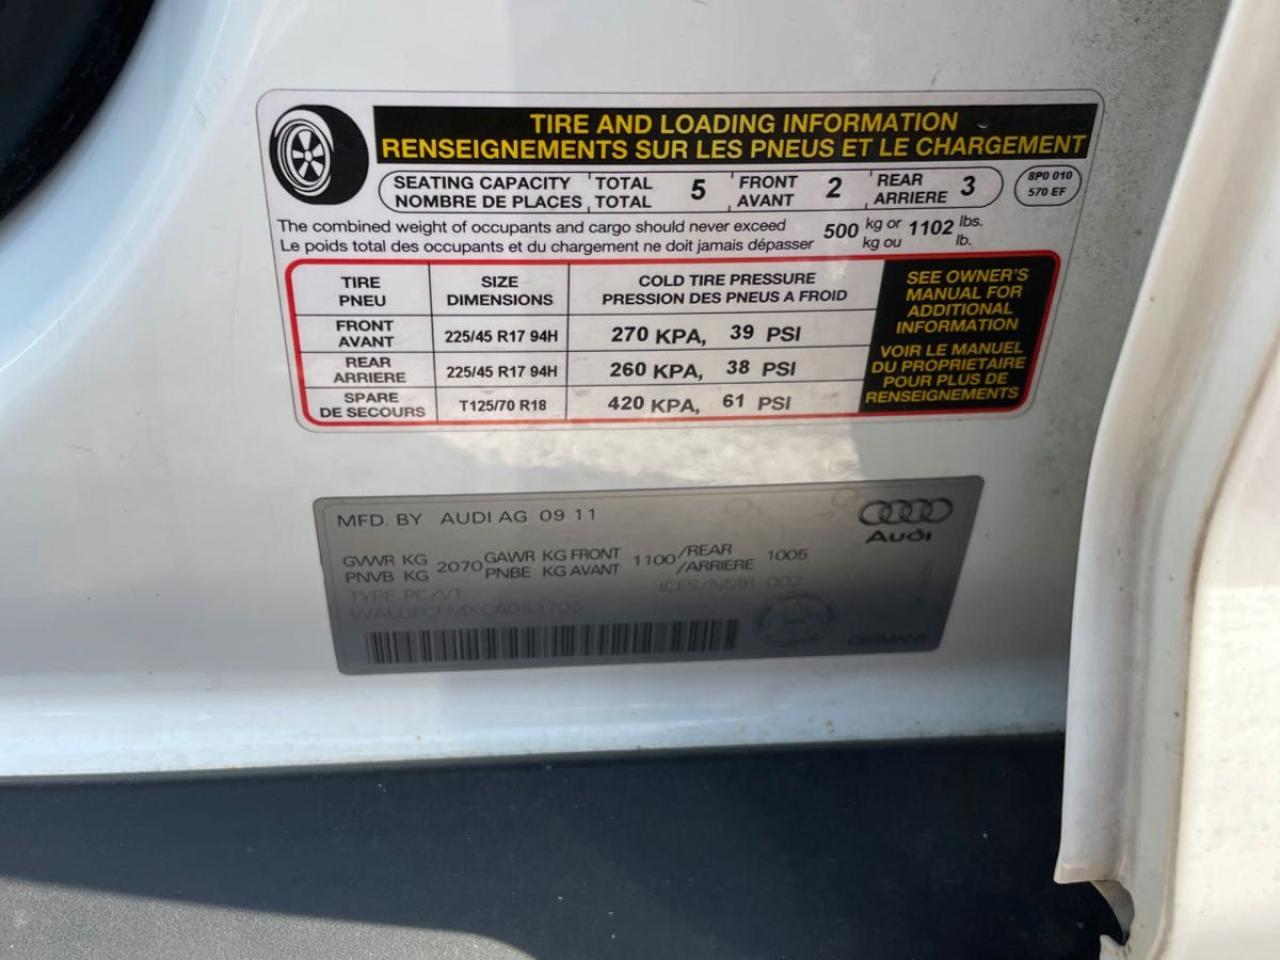 TIRE AND LOADING INFORMATION
RENSEIGNEMENTS SUR LES PNEUS ET LE CHARGEMENT
SEATING CAPACITY TOTAL 5 FRONT 2 REAR 3
NOMBRE DE PLACES TOTAL AVANT ARRIERE
8P0 010
570 EF
The combined weight of occupants and cargo should never exceed 500 kg or 1102 lbs.
Le poids total des occupants et du chargement ne doit jamais dépasser kg ou lb.
TIRE SIZE COLD TIRE PRESSURE
PNEU DIMENSIONS PRESSION DES PNEUS A FROID
FRONT
AVANT 225/45 R17 94H 270 KPA, 39 PSI
REAR
ARRIERE 225/45 R17 94H 260 KPA, 38 PSI
SPARE
DE SECOURS T125/70 R18 420 KPA, 61 PSI
SEE OWNER'S
MANUAL FOR
ADDITIONAL
INFORMATION
VOIR LE MANUEL
DU PROPRIETAIRE
POUR PLUS DE
RENSEIGNEMENTS
MFD. BY AUDI AG 09 11
Audi
GVWR KG 2070 GAWR KG FRONT 1100 /REAR 1005
PNVB KG PNBE KG AVANT /ARRIERE
TYPE PC/VT ICES/NMB-002
GERMANY